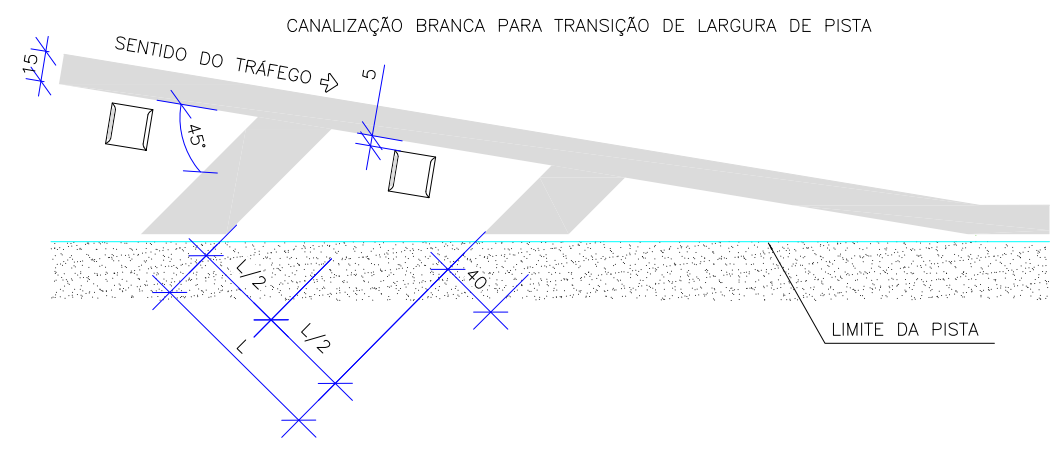 CANALIZAÇÃO BRANCA PARA TRANSIÇÃO DE LARGURA DE PISTA
SENTIDO DO TRÁFEGO
15
5
45°
L/2
40
L/2
L
LIMITE DA PISTA